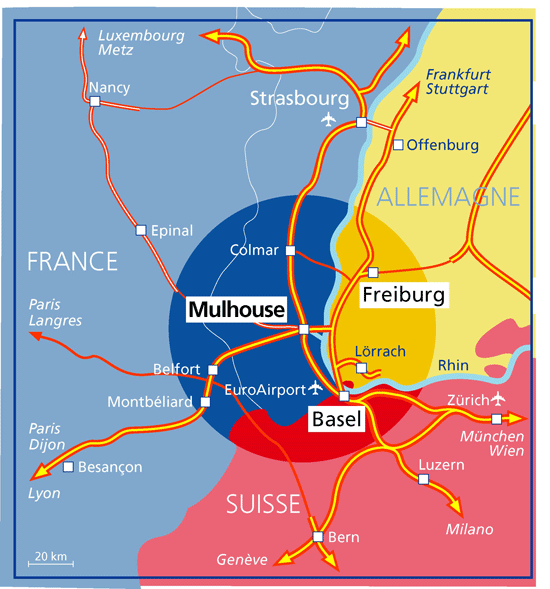 Luxembourg
Metz
Nancy
Strasbourg
Frankfurt
Stuttgart
Offenburg
ALLEMAGNE
Epinal
Colmar
FRANCE
Freiburg
Paris
Langres
Mulhouse
Lörrach
Rhin
Belfort
EuroAirport
Montbéliard
Basel
Zürich
München
Wien
Paris
Dijon
Besançon
Lyon
Luzern
SUISSE
Milano
Bern
Genève
20 km